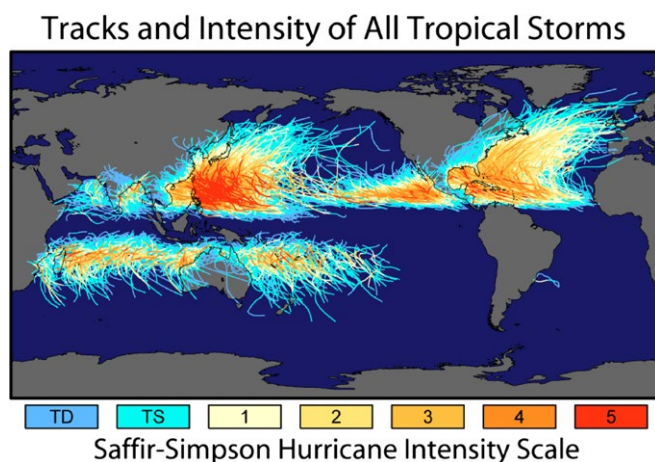 Tracks and Intensity of All Tropical Storms
TD TS 1 2 3 4 5
Saffir-Simpson Hurricane Intensity Scale